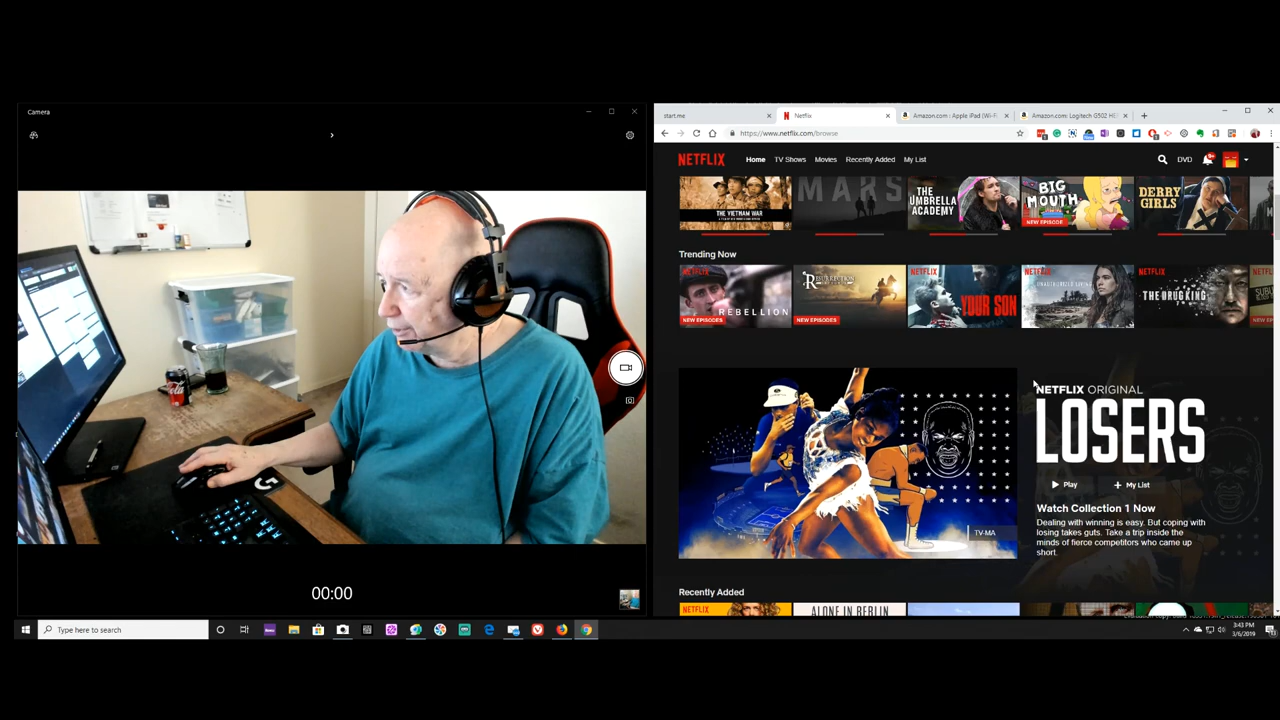 Camera
00:00
Type here to search
start.me
Netflix
Amazon.com : Apple iPad (Wi-Fi
Amazon.com: Logitech G502 HE
https://www.netflix.com/browse
NETFLIX
Home
TV Shows
Movies
Recently Added
My List
DVD
THE VIETNAM WAR
MARS
THE UMBRELLA ACADEMY
BIG MOUTH
NEW EPISODE
DERRY GIRLS
Trending Now
NETFLIX
REBELLION
NEW EPISODES
RESURRECTION
NEW EPISODES
NETFLIX
YOUR SON
NETFLIX
NETFLIX
THE DRUG KING
NETFLIX ORIGINAL
LOSERS
Play
My List
Watch Collection 1 Now
Dealing with winning is easy. But coping with
losing takes guts. Take a trip inside the
minds of fierce competitors who came up
short.
TV-MA
Recently Added
NETFLIX
ALONE IN BERLIN
3:43 PM
3/6/2019